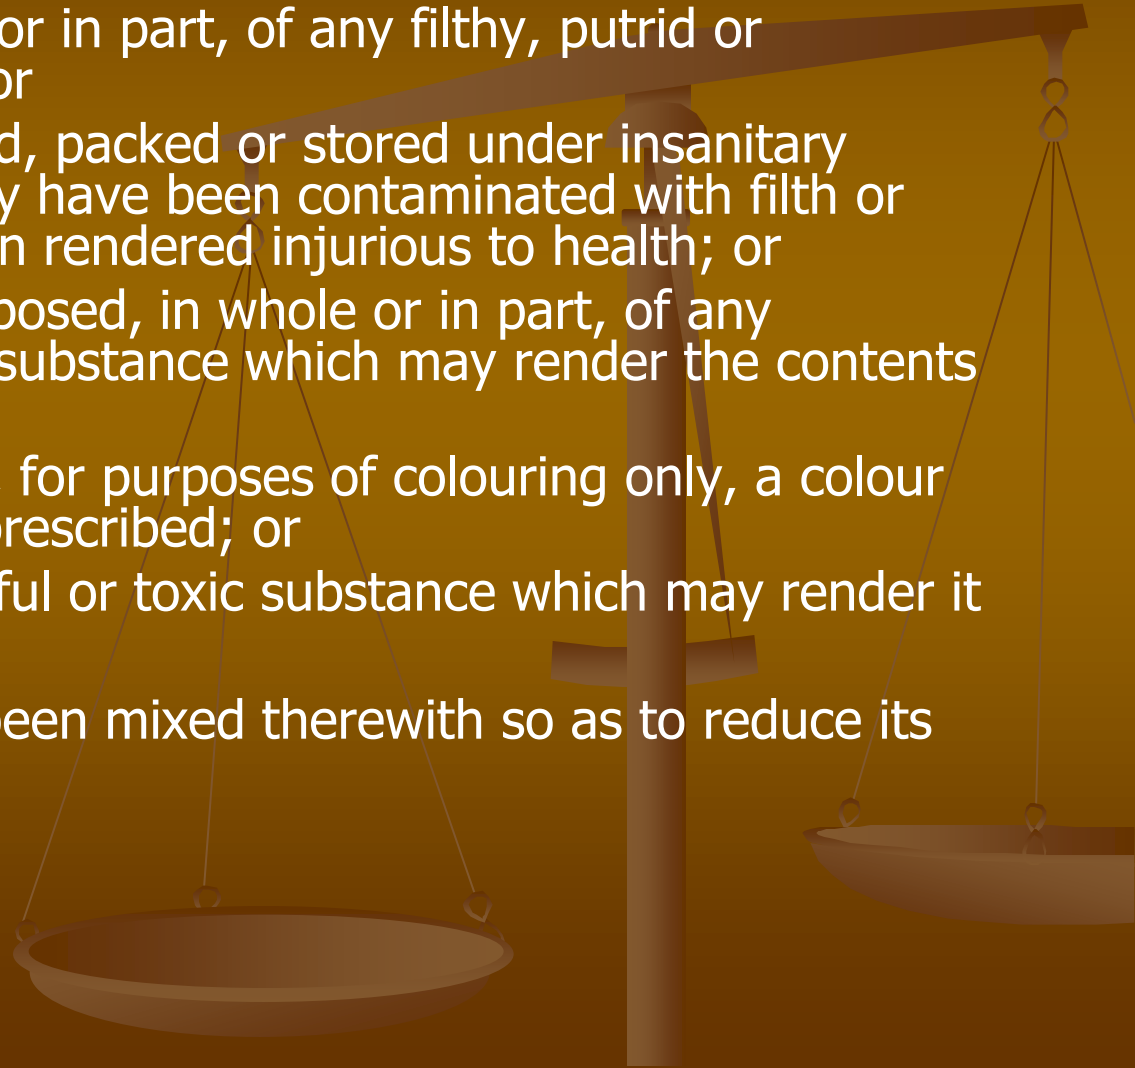 or in part, of any filthy, putrid or
or
d, packed or stored under insanitary
y have been contaminated with filth or
n rendered injurious to health; or
posed, in whole or in part, of any
substance which may render the contents
for purposes of colouring only, a colour
prescribed; or
ful or toxic substance which may render it
been mixed therewith so as to reduce its